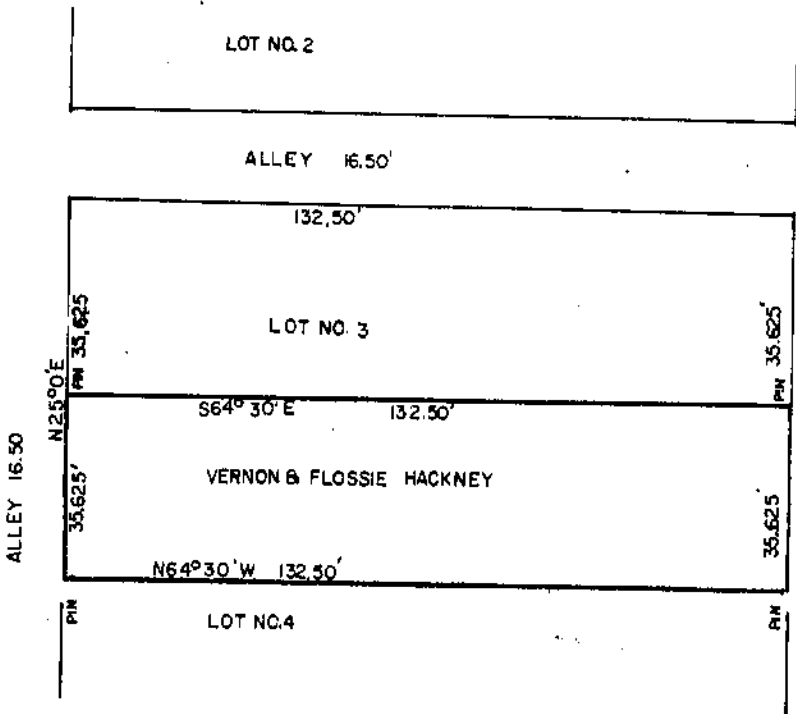 LOT NO. 2
ALLEY 16.50'
132,50'
PIN 35,625
LOT NO. 3
PIN 35.625'
N25°0'E
S64° 30' E 132.50'
ALLEY 16.50
35.625'
VERNON & FLOSSIE HACKNEY
35.625'
N64°30'W 132,50'
PIN
LOT NO.4
PIN